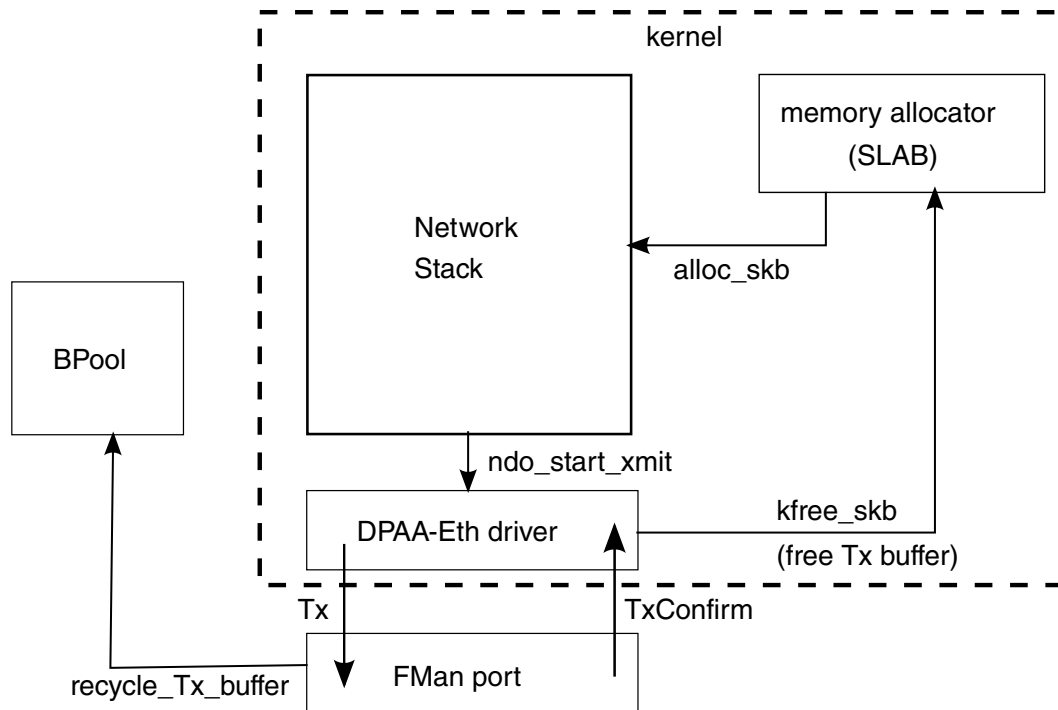 kernel
memory allocator
(SLAB)
Network
Stack
alloc_skb
BPool
ndo_start_xmit
DPAA-Eth driver
kfree_skb
(free Tx buffer)
Tx
TxConfirm
FMan port
recycle_Tx_buffer